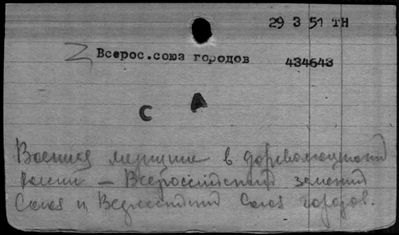 29 3 51 ТН
Всерос.союз городов
434643
С А
Военная медицина в дореволюционной
России – Всероссийский земский
Союз и Всероссийский Союз городов.